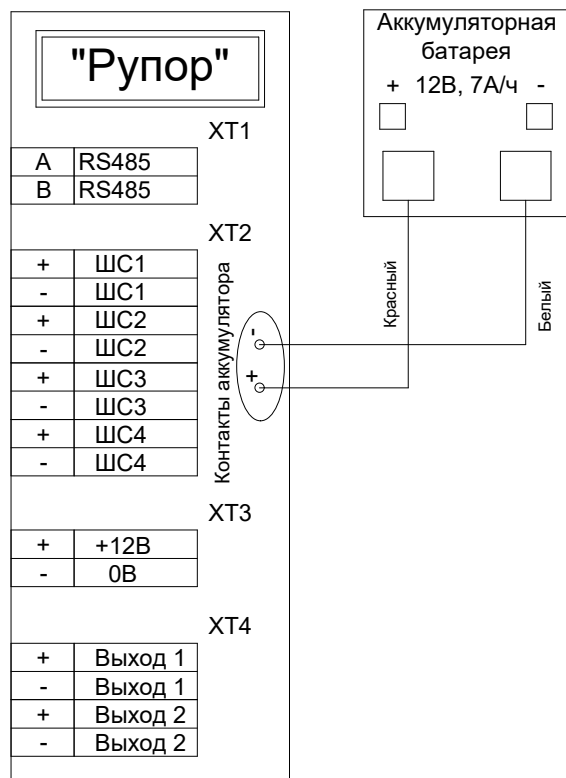 "Рупор"
XT1
A RS485
B RS485
XT2
+ ШС1
- ШС1
+ ШС2
- ШС2
+ ШС3
- ШС3
+ ШС4
- ШС4
Контакты аккумулятора
-
+
XT3
+ +12В
- 0В
XT4
+ Выход 1
- Выход 1
+ Выход 2
- Выход 2
Аккумуляторная
батарея
+ 12В, 7А/ч -
Красный
Белый